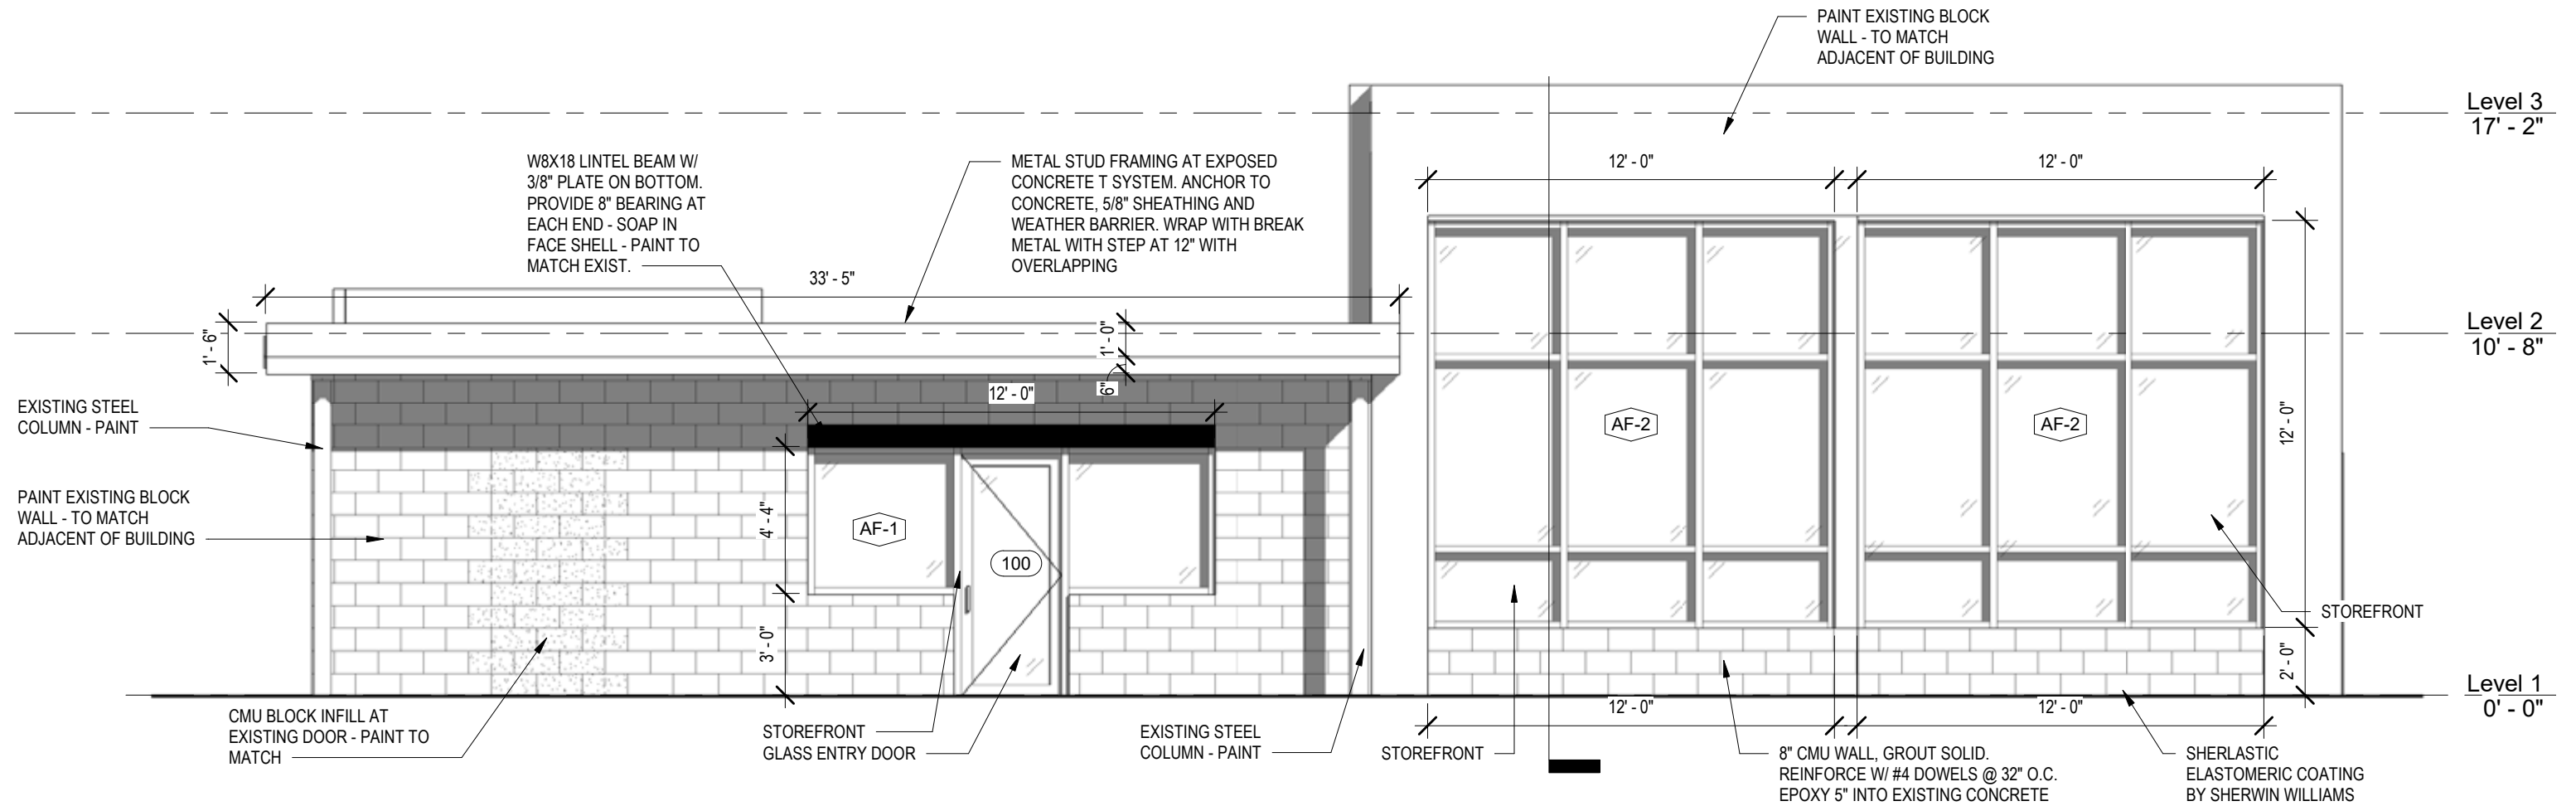 PAINT EXISTING BLOCK
WALL - TO MATCH
ADJACENT OF BUILDING
Level 3
17' - 2"
W8X18 LINTEL BEAM W/
3/8" PLATE ON BOTTOM.
PROVIDE 8" BEARING AT
EACH END - SOAP IN
FACE SHELL - PAINT TO
MATCH EXIST.
METAL STUD FRAMING AT EXPOSED
CONCRETE T SYSTEM. ANCHOR TO
CONCRETE, 5/8" SHEATHING AND
WEATHER BARRIER. WRAP WITH BREAK
METAL WITH STEP AT 12" WITH
OVERLAPPING
12' - 0"
12' - 0"
33' - 5"
Level 2
10' - 8"
1' - 6"
1' - 0"
6"
12' - 0"
EXISTING STEEL
COLUMN - PAINT
AF-2
AF-2
12' - 0"
PAINT EXISTING BLOCK
WALL - TO MATCH
ADJACENT OF BUILDING
4' - 4"
AF-1
100
STOREFRONT
3' - 0"
2' - 0"
Level 1
0' - 0"
12' - 0"
12' - 0"
CMU BLOCK INFILL AT
EXISTING DOOR - PAINT TO
MATCH
STOREFRONT
GLASS ENTRY DOOR
EXISTING STEEL
COLUMN - PAINT
STOREFRONT
8" CMU WALL, GROUT SOLID.
REINFORCE W/ #4 DOWELS @ 32" O.C.
EPOXY 5" INTO EXISTING CONCRETE
SHERLASTIC
ELASTOMERIC COATING
BY SHERWIN WILLIAMS